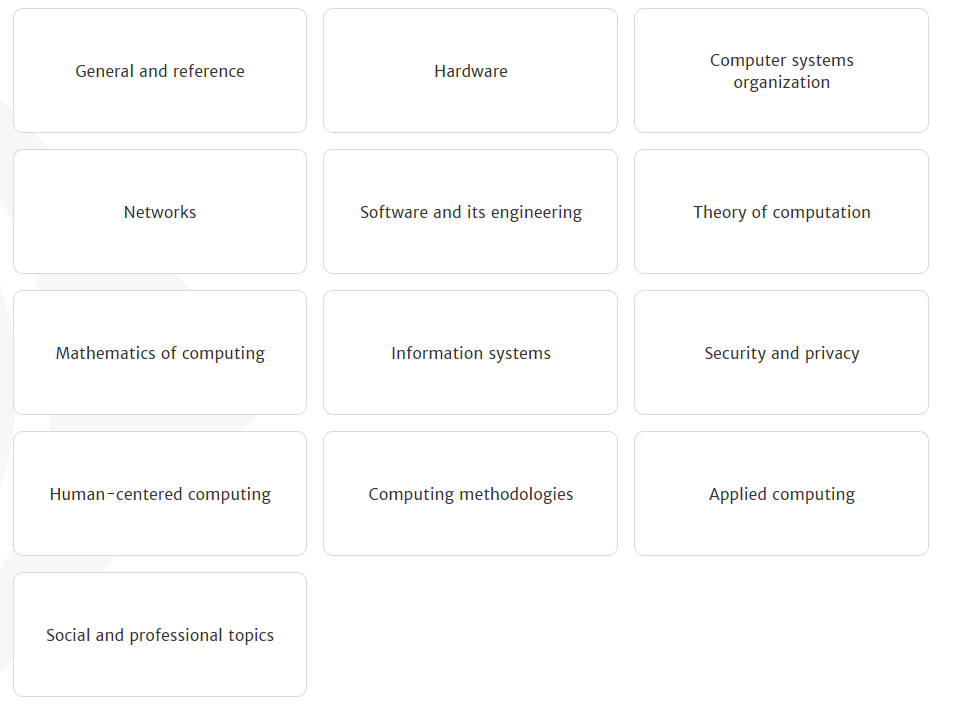 General and reference
Hardware
Computer systems
organization
Networks
Software and its engineering
Theory of computation
Mathematics of computing
Information systems
Security and privacy
Human-centered computing
Computing methodologies
Applied computing
Social and professional topics